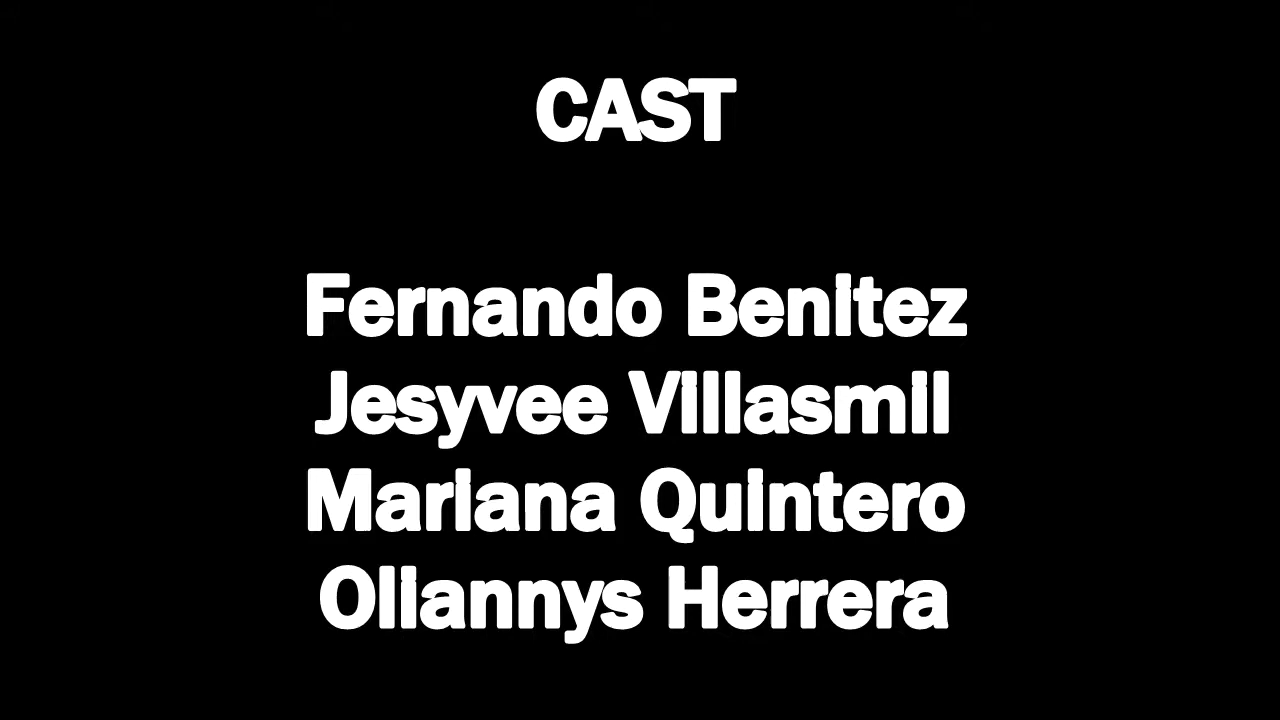 CAST
Fernando Benitez
Jesyvee Villasmil
Mariana Quintero
Oliannys Herrera